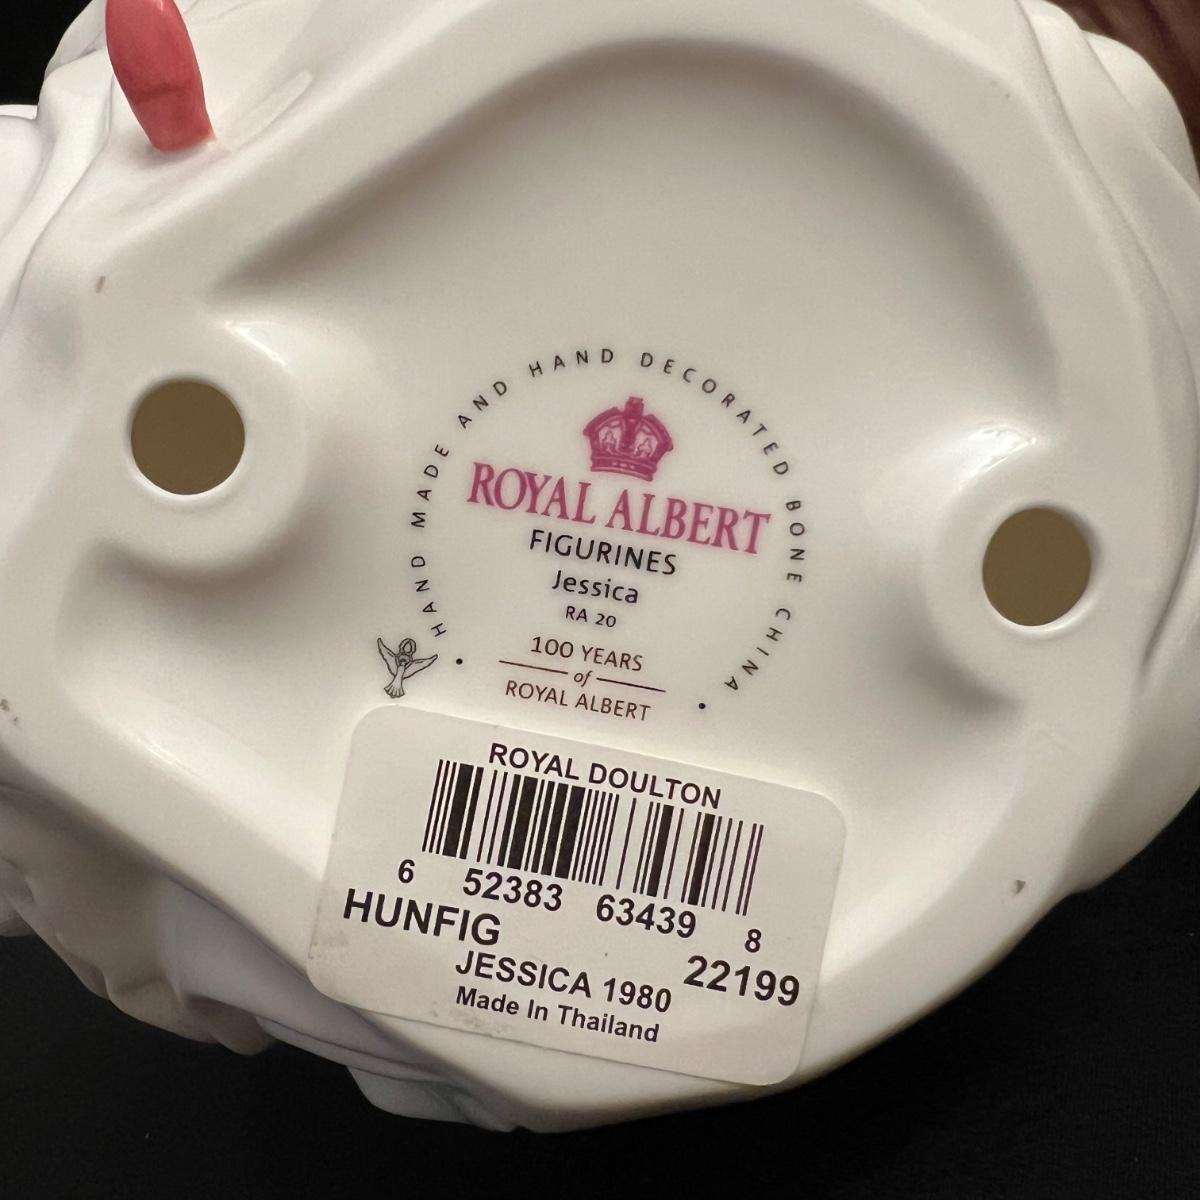 HAND MADE AND HAND DECORATED BONE CHINA
ROYAL ALBERT
FIGURINES
Jessica
RA 20
100 YEARS
of
ROYAL ALBERT
ROYAL DOULTON
6 52383 63439 8
HUNFIG 22199
JESSICA 1980
Made In Thailand